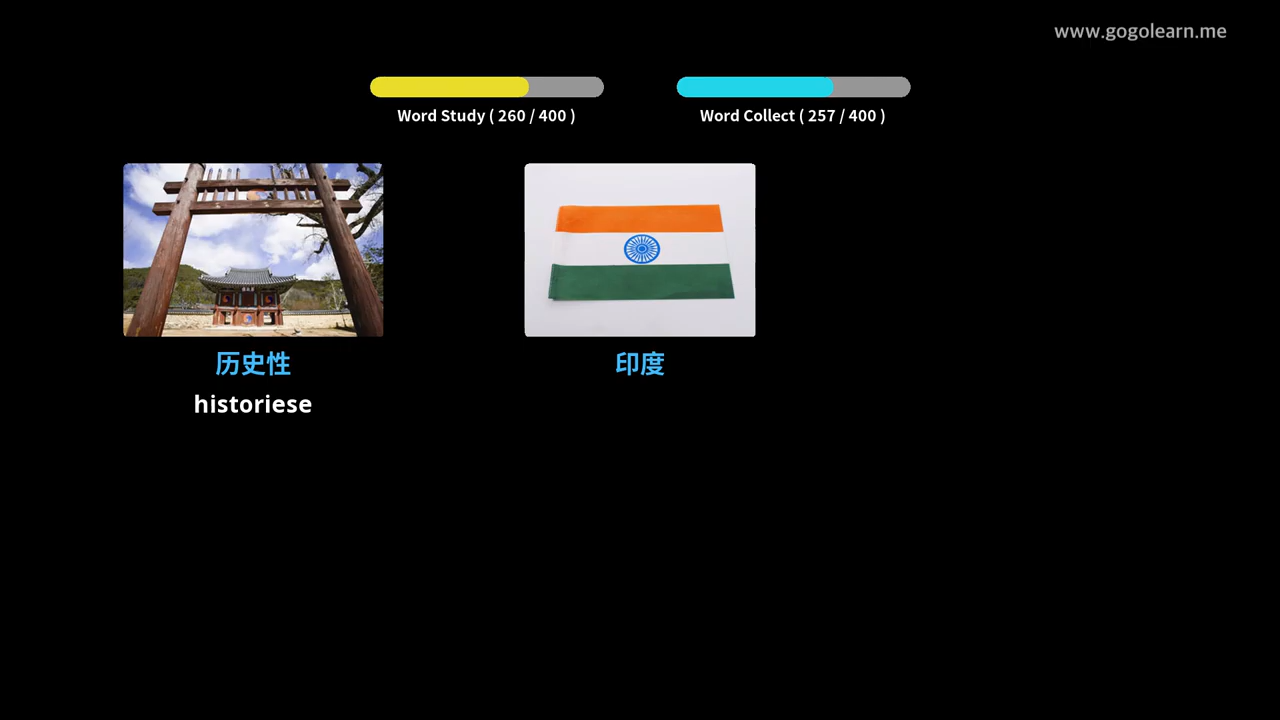 www.gogolearn.me
Word Study ( 260 / 400 )
Word Collect ( 257 / 400 )
历史性
historiese
印度